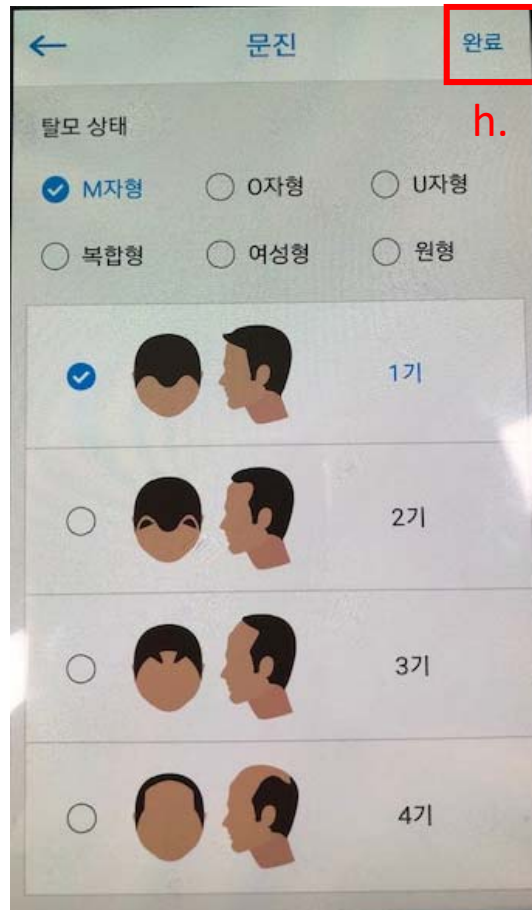 문진 완료
h.
탈모 상태
M자형 O자형 U자형
복합형 여성형 원형
1기
2기
3기
4기